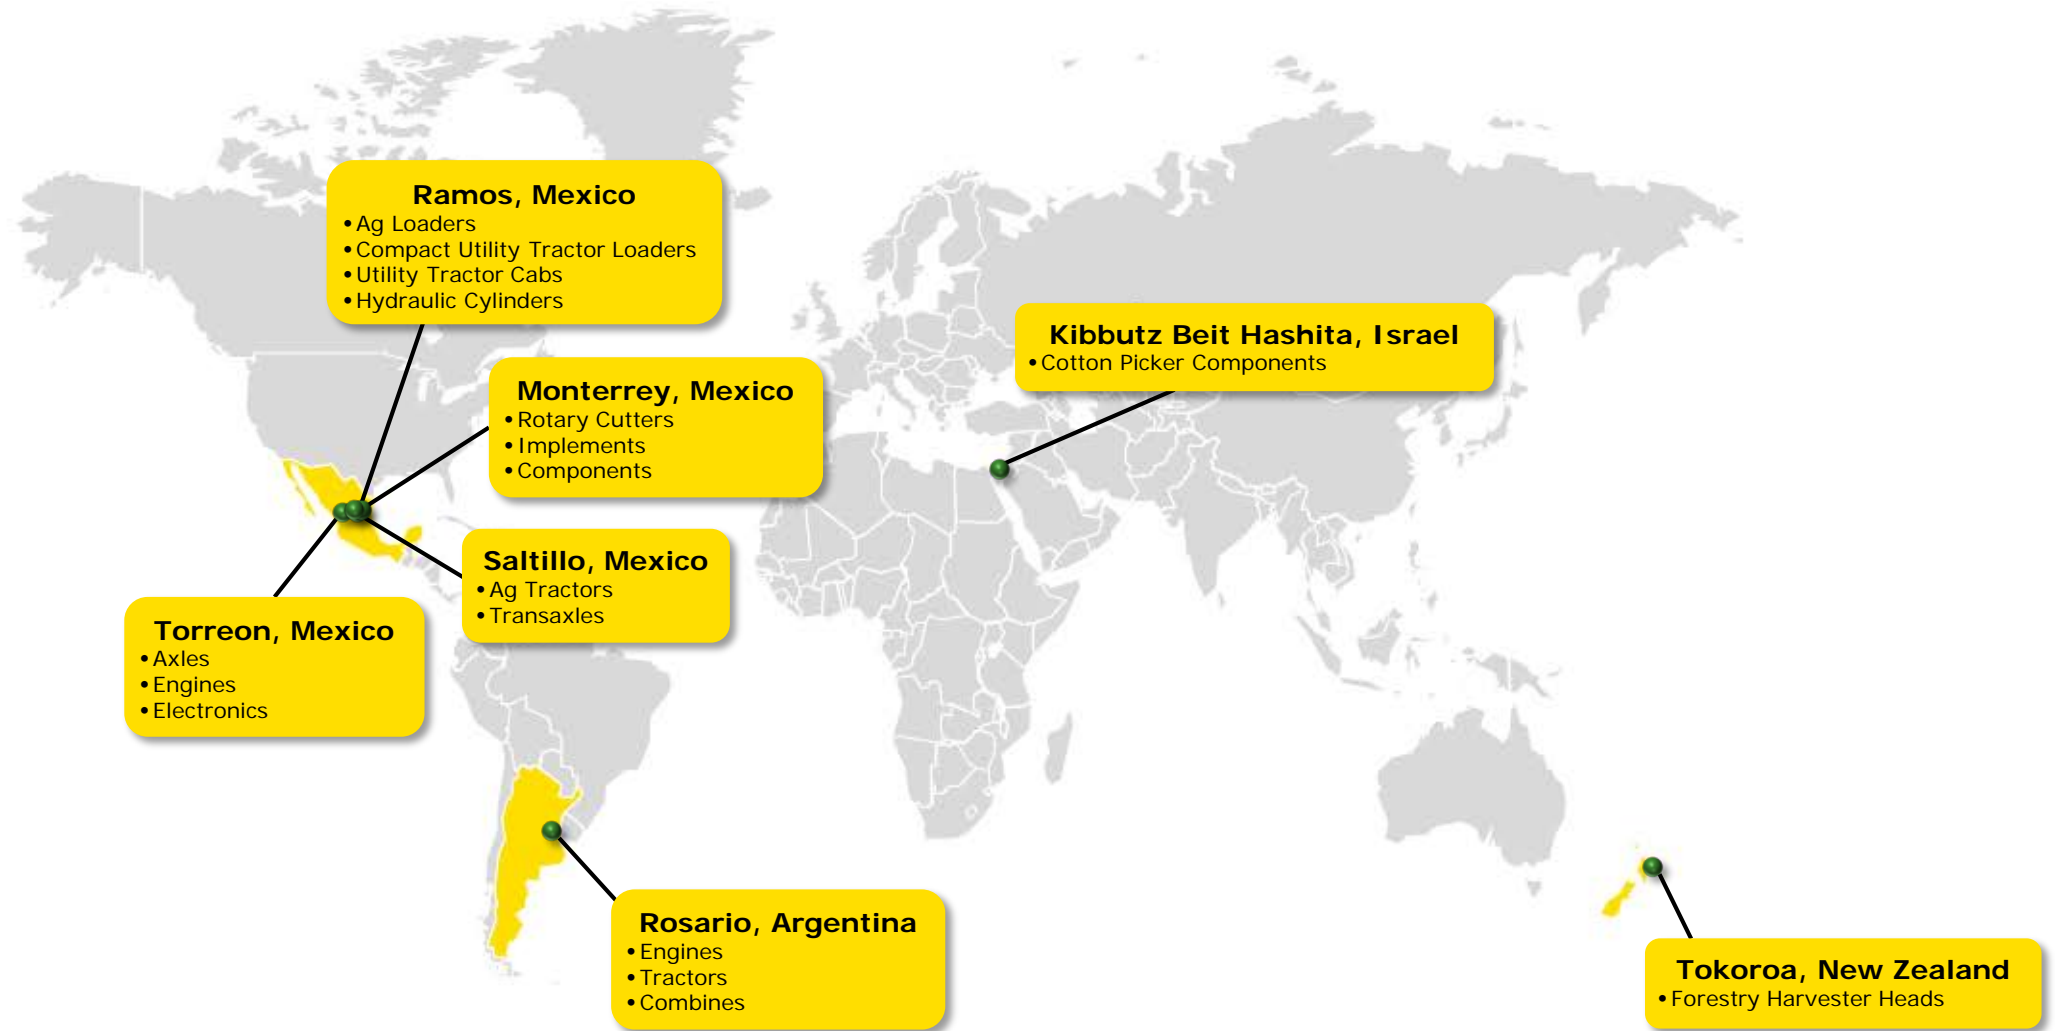 Ramos, Mexico
• Ag Loaders
• Compact Utility Tractor Loaders
• Utility Tractor Cabs
• Hydraulic Cylinders
Kibbutz Beit Hashita, Israel
• Cotton Picker Components
Monterrey, Mexico
• Rotary Cutters
• Implements
• Components
Saltillo, Mexico
• Ag Tractors
• Transaxles
Torreon, Mexico
• Axles
• Engines
• Electronics
Rosario, Argentina
• Engines
• Tractors
• Combines
Tokoroa, New Zealand
• Forestry Harvester Heads